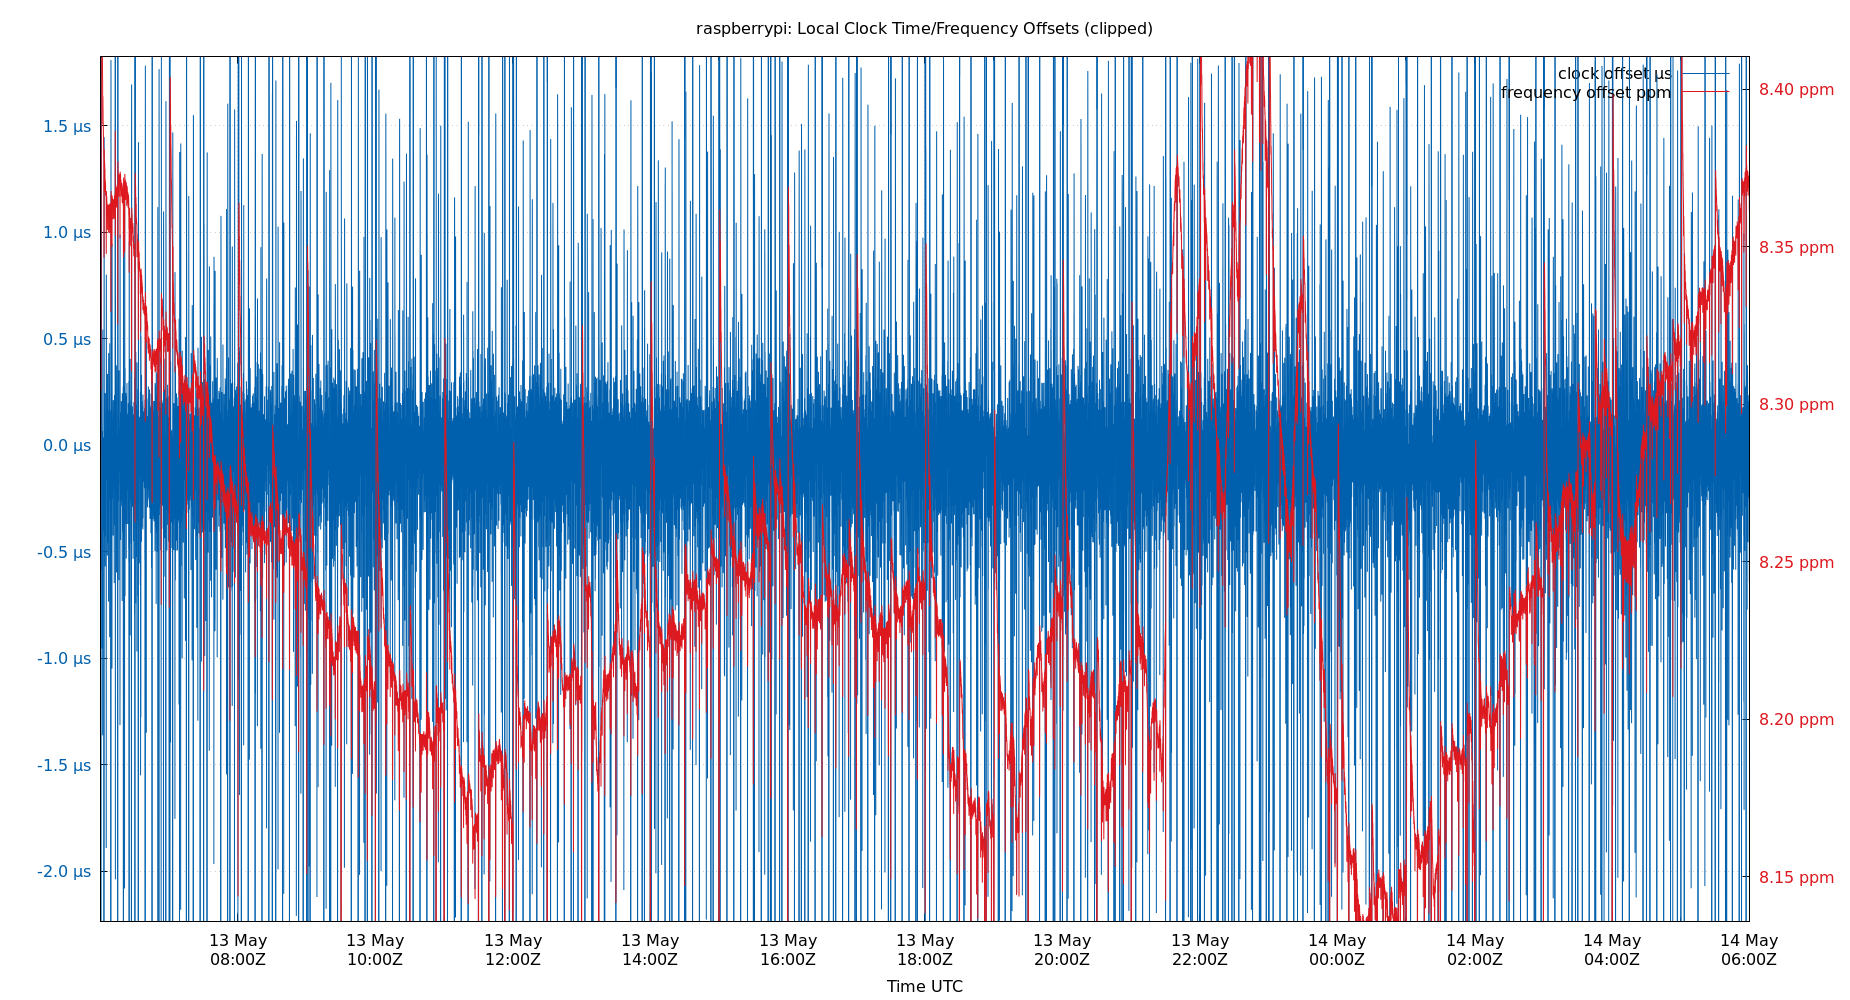 raspberrypi: Local Clock Time/Frequency Offsets (clipped)
clock offset µs
frequency offset ppm
1.5 µs
1.0 µs
0.5 µs
0.0 µs
-0.5 µs
-1.0 µs
-1.5 µs
-2.0 µs
8.40 ppm
8.35 ppm
8.30 ppm
8.25 ppm
8.20 ppm
8.15 ppm
13 May
08:00Z
13 May
10:00Z
13 May
12:00Z
13 May
14:00Z
13 May
16:00Z
13 May
18:00Z
13 May
20:00Z
13 May
22:00Z
14 May
00:00Z
14 May
02:00Z
14 May
04:00Z
14 May
06:00Z
Time UTC